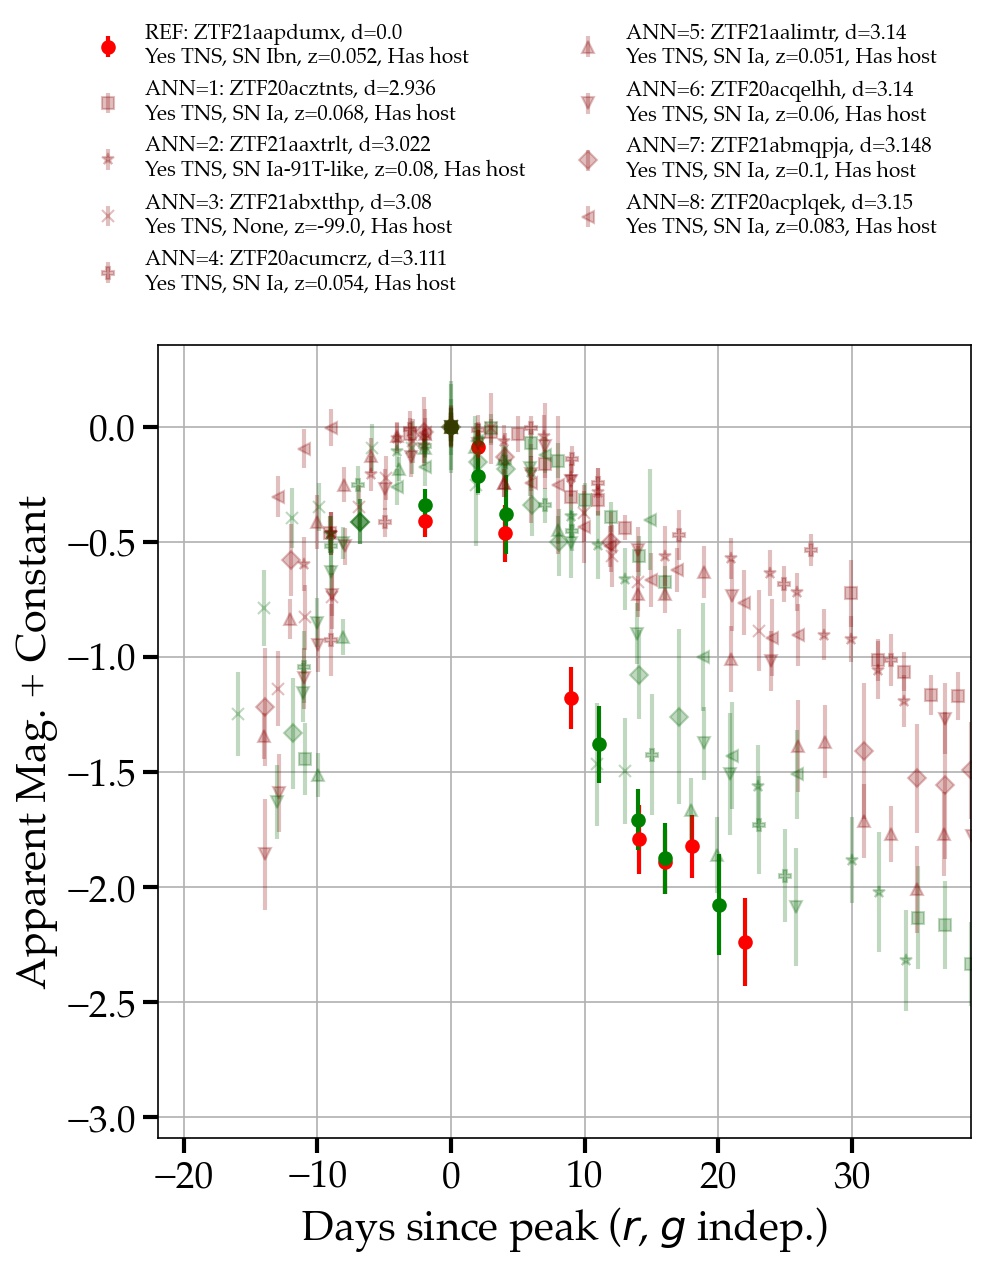 REF: ZTF21aapdumx, d=0.0
Yes TNS, SN Ibn, z=0.052, Has host
ANN=1: ZTF20acztnts, d=2.936
Yes TNS, SN Ia, z=0.068, Has host
ANN=2: ZTF21aaxtrlt, d=3.022
Yes TNS, SN Ia-91T-like, z=0.08, Has host
ANN=3: ZTF21abxtthp, d=3.08
Yes TNS, None, z=-99.0, Has host
ANN=4: ZTF20acumcrz, d=3.111
Yes TNS, SN Ia, z=0.054, Has host
ANN=5: ZTF21aalimtr, d=3.14
Yes TNS, SN Ia, z=0.051, Has host
ANN=6: ZTF20acqelhh, d=3.14
Yes TNS, SN Ia, z=0.06, Has host
ANN=7: ZTF21abmqpja, d=3.148
Yes TNS, SN Ia, z=0.1, Has host
ANN=8: ZTF20acplqek, d=3.15
Yes TNS, SN Ia, z=0.083, Has host
Apparent Mag. + Constant
0.0
−0.5
−1.0
−1.5
−2.0
−2.5
−3.0
−20
−10
0
10
20
30
Days since peak (r, g indep.)